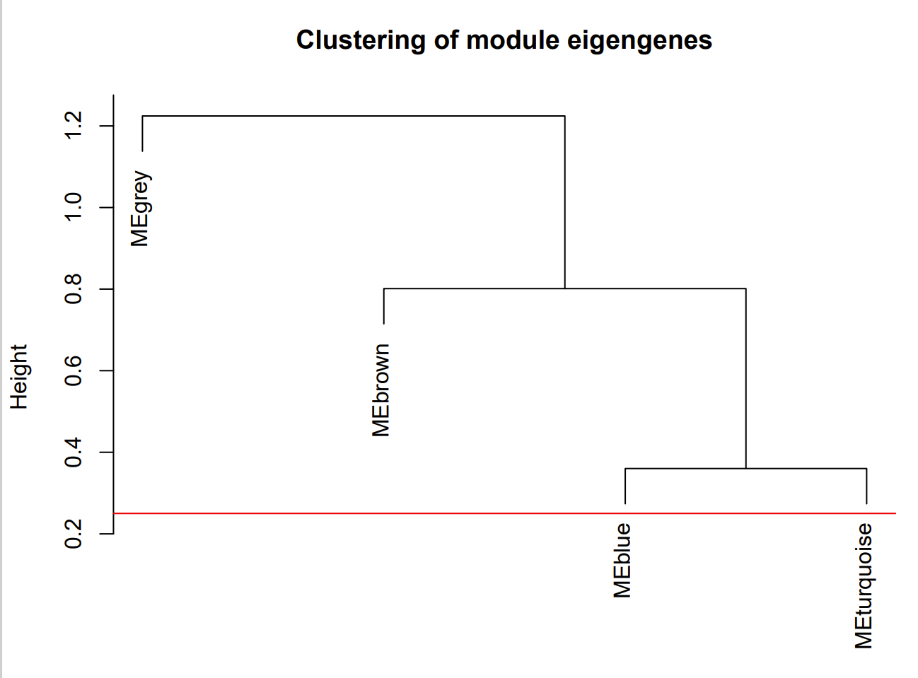 Clustering of module eigengenes
Height
1.2
1.0
0.8
0.6
0.4
0.2
MEgrey
MEbrown
MEblue
MEturquoise